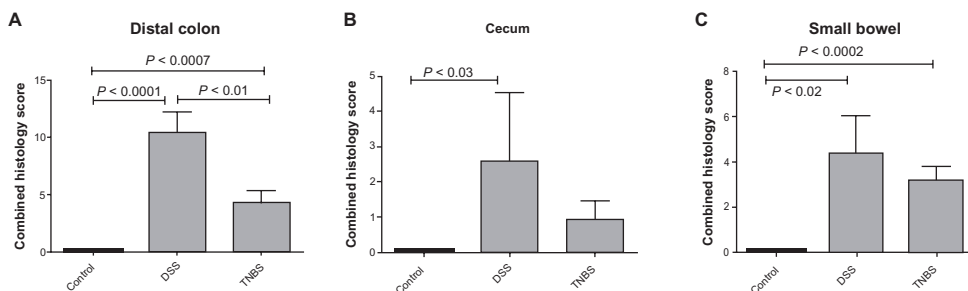 A
Distal colon
P < 0.0007
P < 0.0001
P < 0.01
Combined histology score
15
10
5
0
Control
DSS
TNBS
B
Cecum
P < 0.03
Combined histology score
5
4
3
2
1
0
Control
DSS
TNBS
C
Small bowel
P < 0.0002
P < 0.02
Combined histology score
8
6
4
2
0
Control
DSS
TNBS